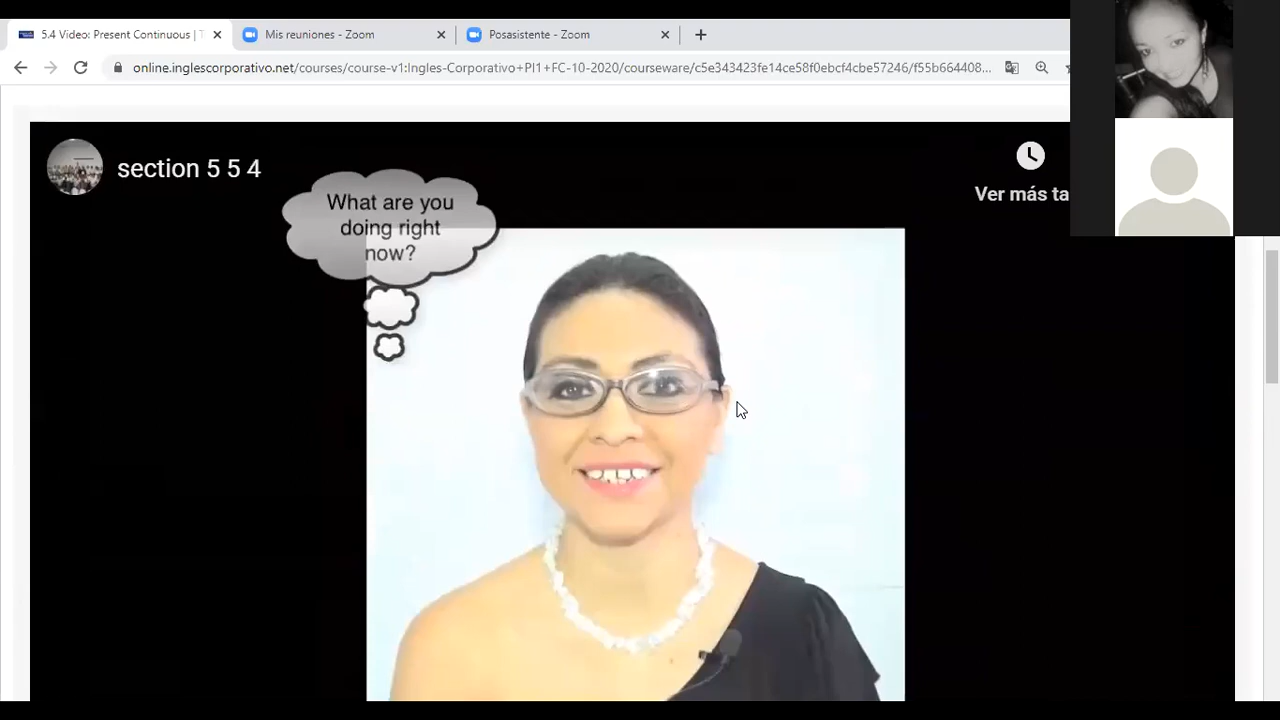 5.4 Video: Present Continuous | T
Mis reuniones - Zoom
Posasistente - Zoom
online.inglescorporativo.net/courses/course-v1:Ingles-Corporativo+PI1+FC-10-2020/courseware/c5e343423fe14ce58f0ebcf4cbe57246/f55b664408...
section 5 5 4
Ver más ta
What are you
doing right
now?